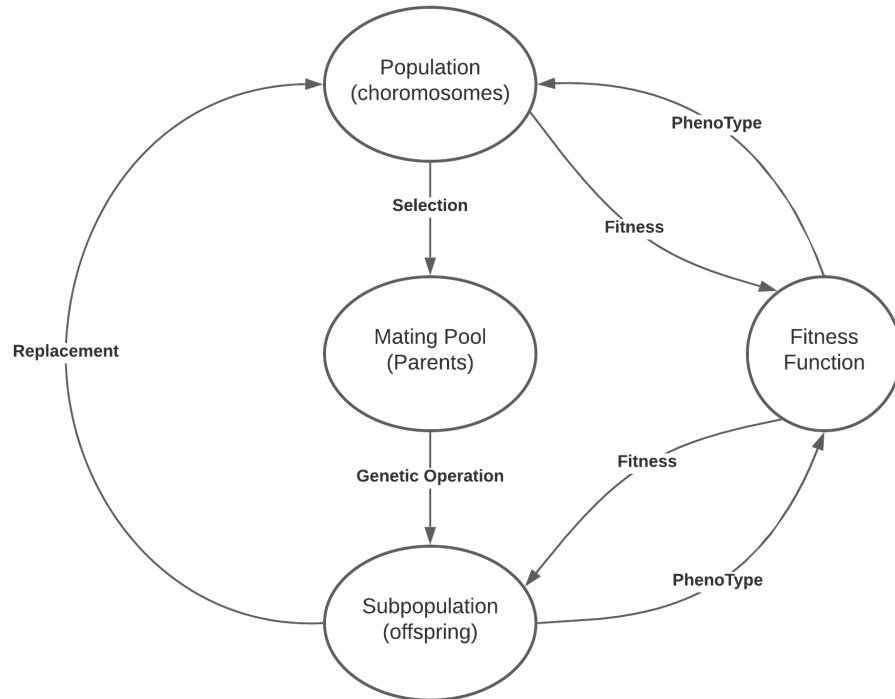 Population
(choromosomes)
PhenoType
Selection
Fitness
Mating Pool
(Parents)
Fitness
Function
Replacement
Fitness
Genetic Operation
PhenoType
Subpopulation
(offspring)